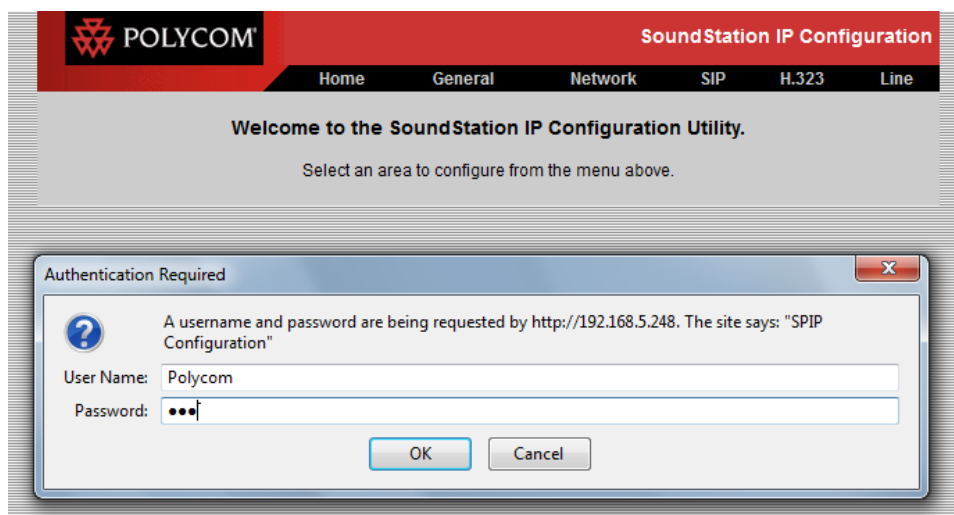 POLYCOM
SoundStation IP Configuration
Home General Network SIP H.323 Line
Welcome to the SoundStation IP Configuration Utility.
Select an area to configure from the menu above.
Authentication Required
A username and password are being requested by http://192.168.5.248. The site says: "SPIP
Configuration"
User Name: Polycom
Password: •••
OK Cancel